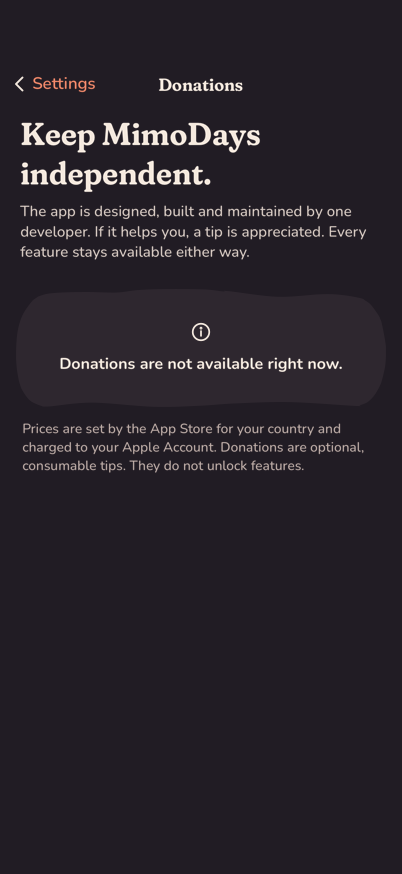 Settings
Donations
Keep MimoDays
independent.
The app is designed, built and maintained by one
developer. If it helps you, a tip is appreciated. Every
feature stays available either way.
Donations are not available right now.
Prices are set by the App Store for your country and
charged to your Apple Account. Donations are optional,
consumable tips. They do not unlock features.